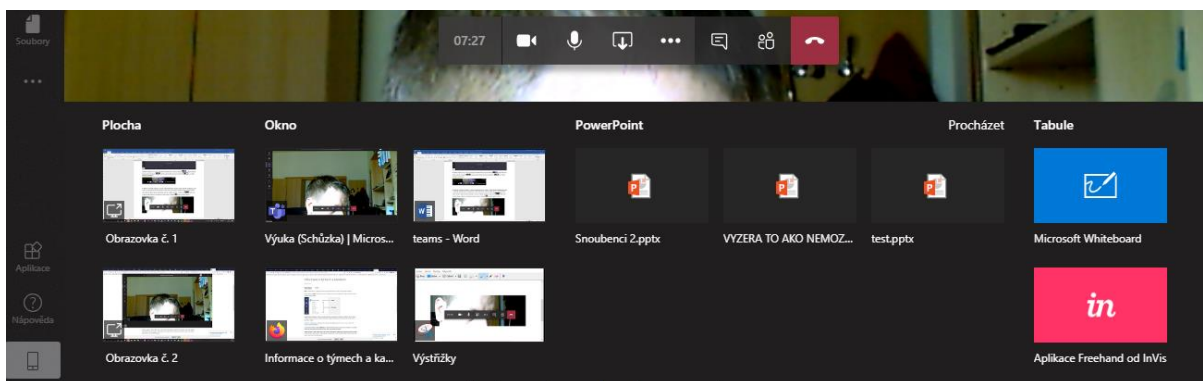 07:27
Soubory
Plocha
Okno
PowerPoint
Procházet
Tabule
Obrazovka č. 1
Výuka (Schůzka) | Micros...
teams - Word
Snoubenci 2.pptx
VYZERA TO AKO NEMOZ...
test.pptx
Microsoft Whiteboard
Aplikace
Nápověda
in
Obrazovka č. 2
Informace o týmech a ka...
Výstřižky
Aplikace Freehand od InVis